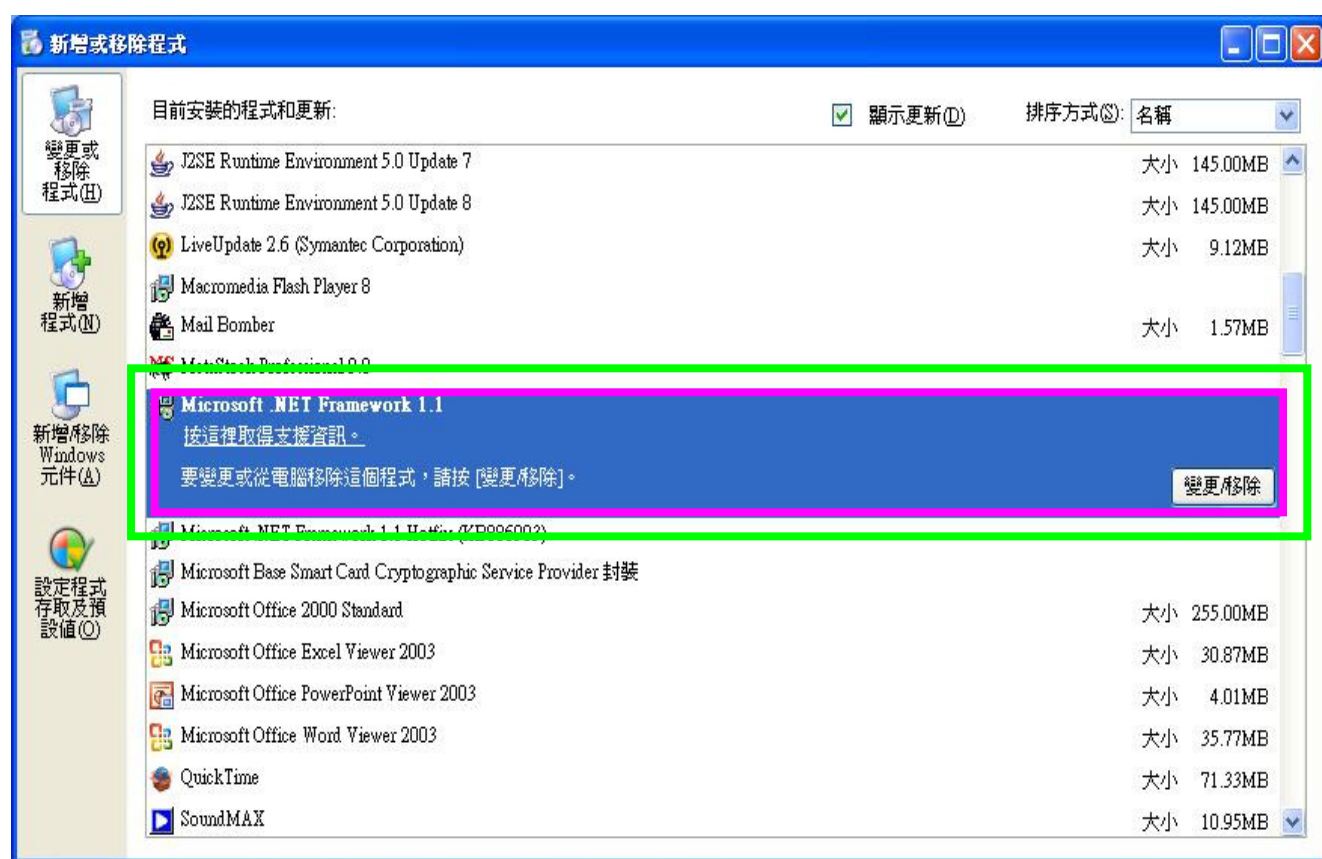 新增或移除程式
目前安裝的程式和更新:
顯示更新(D)
排序方式(S): 名稱
變更或
移除
程式(H)
新增
程式(N)
新增/移除
Windows
元件(A)
設定程式
存取及預
設值(O)
J2SE Runtime Environment 5.0 Update 7 大小 145.00MB
J2SE Runtime Environment 5.0 Update 8 大小 145.00MB
LiveUpdate 2.6 (Symantec Corporation) 大小 9.12MB
Macromedia Flash Player 8
Mail Bomber 大小 1.57MB
Microsoft .NET Framework 1.1
按這裡取得支援資訊。
要變更或從電腦移除這個程式，請按 [變更/移除]。
變更/移除
Microsoft .NET Framework 1.1 Hotfix
Microsoft Base Smart Card Cryptographic Service Provider 封裝
Microsoft Office 2000 Standard 大小 255.00MB
Microsoft Office Excel Viewer 2003 大小 30.87MB
Microsoft Office PowerPoint Viewer 2003 大小 4.01MB
Microsoft Office Word Viewer 2003 大小 35.77MB
QuickTime 大小 71.33MB
SoundMAX 大小 10.95MB